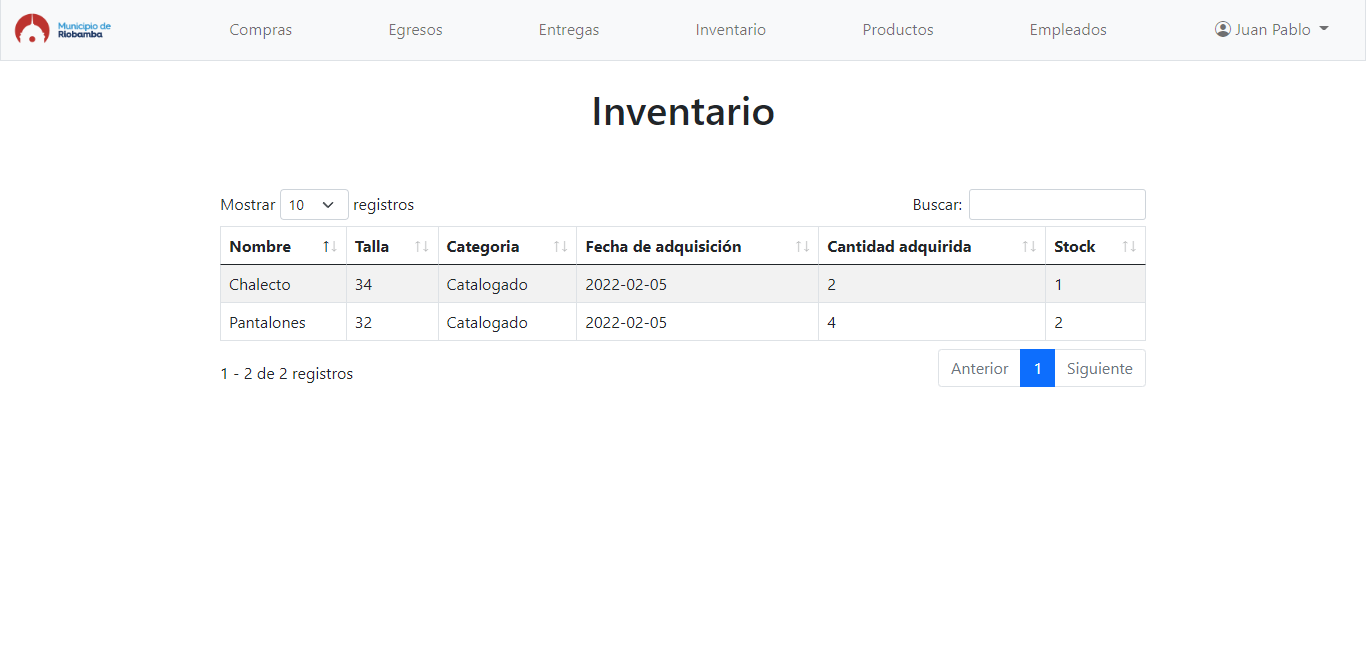 Municipio de
Riobamba
Compras Egresos Entregas Inventario Productos Empleados Juan Pablo
Inventario
Mostrar 10 registros Buscar:
Nombre Talla Categoria Fecha de adquisición Cantidad adquirida Stock
Chalecto 34 Catalogado 2022-02-05 2 1
Pantalones 32 Catalogado 2022-02-05 4 2
1 - 2 de 2 registros Anterior 1 Siguiente